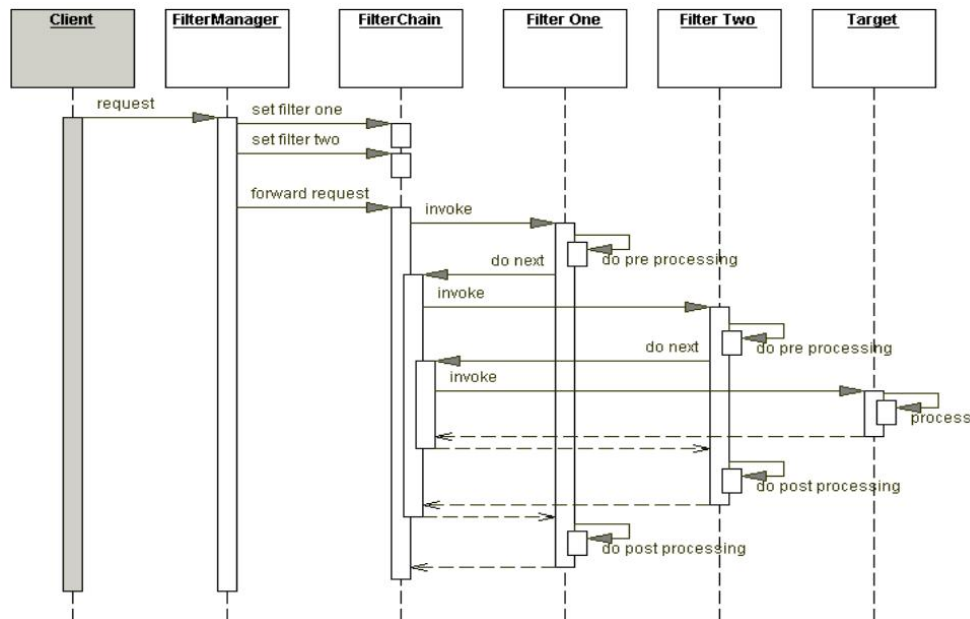 Client
FilterManager
FilterChain
Filter One
Filter Two
Target
request
set filter one
set filter two
forward request
invoke
do pre processing
do next
invoke
do pre processing
do next
invoke
process
do post processing
do post processing